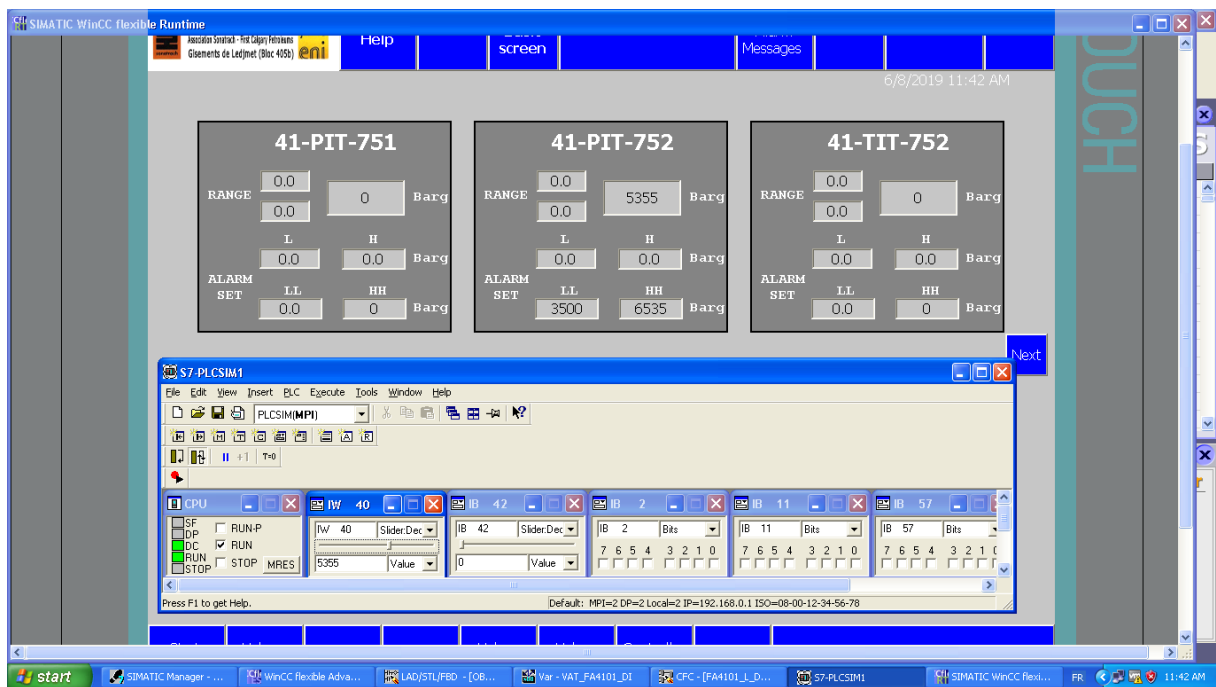 SIMATIC WinCC flexible Runtime
Association Sonatrach - First Calgary Petroleums
Gisements de Ledjmet (Bloc 405b) eni
Help
screen
Messages
6/8/2019 11:42 AM
OUCH
41-PIT-751
RANGE 0.0 0.0 0 Barg
L H
0.0 0.0 Barg
ALARM SET
LL HH
0.0 0 Barg
41-PIT-752
RANGE 0.0 0.0 5355 Barg
L H
0.0 0.0 Barg
ALARM SET
LL HH
3500 6535 Barg
41-TIT-752
RANGE 0.0 0.0 0 Barg
L H
0.0 0.0 Barg
ALARM SET
LL HH
0.0 0 Barg
Next
S7-PLCSIM1
File Edit View Insert PLC Execute Tools Window Help
PLCSIM(MPI)
T=0
CPU
SF
DP
DC
RUN
STOP
RUN-P
RUN
STOP MRES
IW 40
IW 40 Slider:Dec
5355 Value
IB 42
IB 42 Slider:Dec
0 Value
IB 2
IB 2 Bits
7 6 5 4 3 2 1 0
IB 11
IB 11 Bits
7 6 5 4 3 2 1 0
IB 57
IB 57 Bits
7 6 5 4 3 2 1
Press F1 to get Help.
Default: MPI=2 DP=2 Local=2 IP=192.168.0.1 ISO=08-00-12-34-56-78
start
SIMATIC Manager - ...
WinCC flexible Adva...
LAD/STL/FBD - [OB...
Var - VAT_FA4101_DI
CFC - [FA4101_L_D...
S7-PLCSIM1
SIMATIC WinCC flexi...
FR
11:42 AM